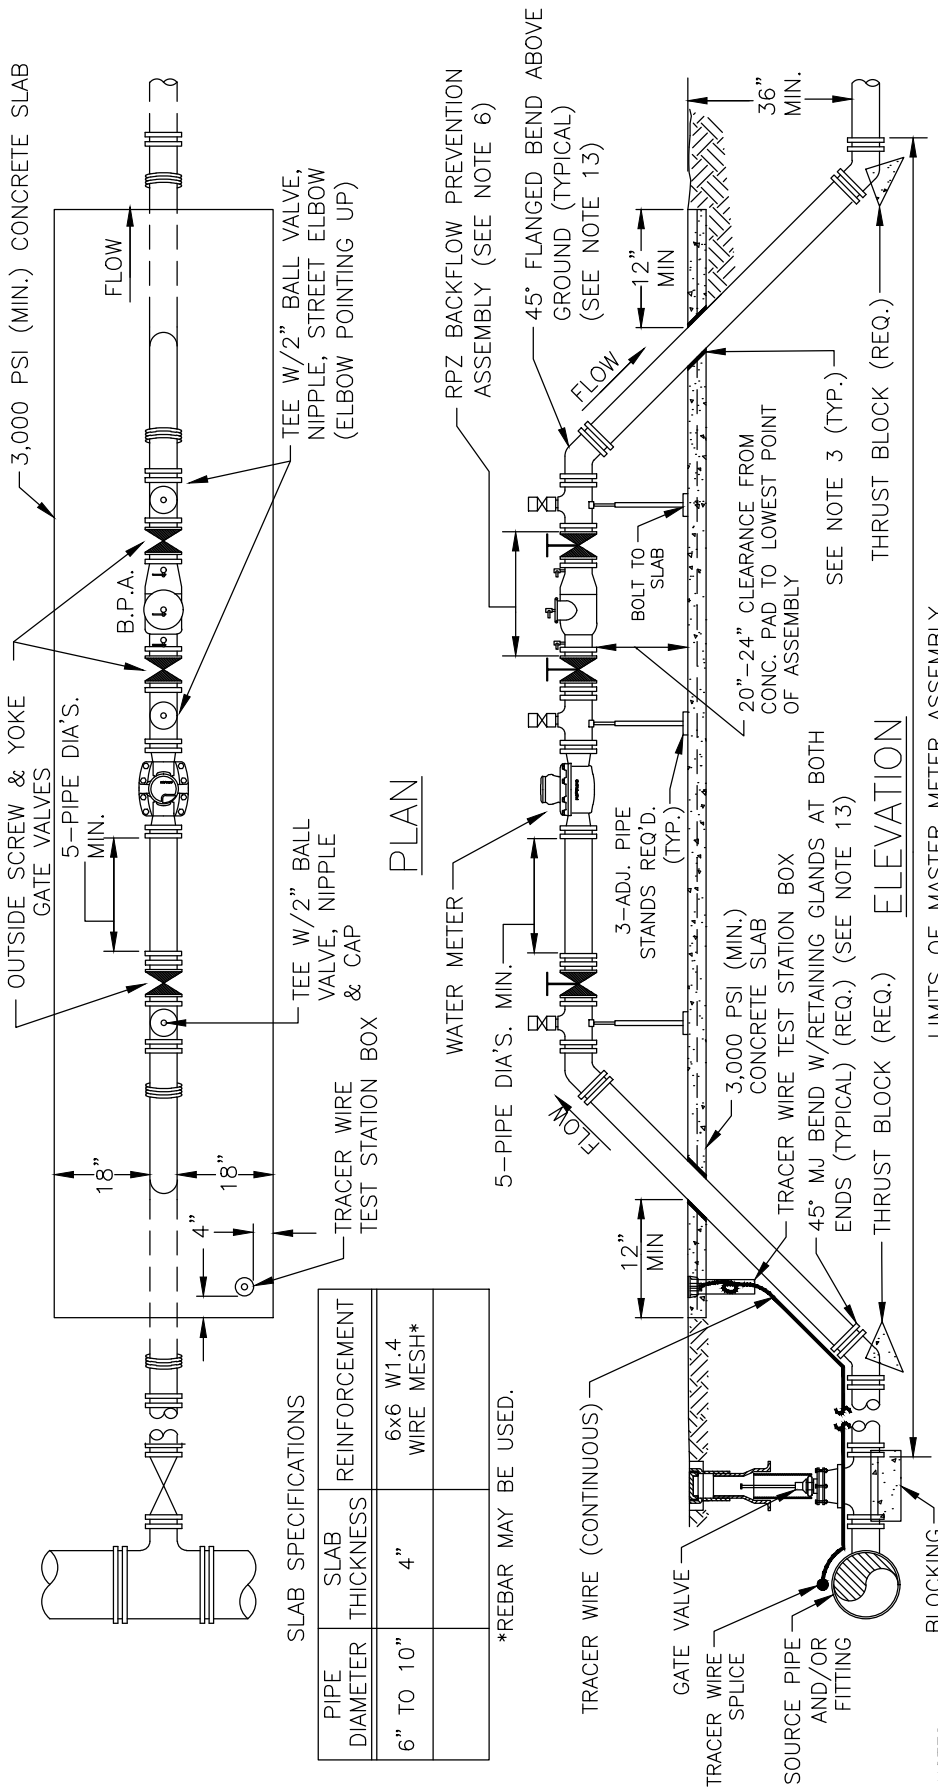 3,000 PSI (MIN.) CONCRETE SLAB
OUTSIDE SCREW & YOKE
GATE VALVES
5-PIPE DIA'S.
MIN.
B.P.A.
FLOW
18"
18"
4"
TRACER WIRE
TEST STATION BOX
TEE W/2" BALL
VALVE, NIPPLE
& CAP
TEE W/2" BALL VALVE,
NIPPLE, STREET ELBOW
(ELBOW POINTING UP)
PLAN
SLAB SPECIFICATIONS
PIPE
DIAMETER
SLAB
THICKNESS
REINFORCEMENT
6" TO 10"
4"
6x6 W1.4
WIRE MESH*
*REBAR MAY BE USED.
WATER METER
5-PIPE DIA'S. MIN.
RPZ BACKFLOW PREVENTION
ASSEMBLY (SEE NOTE 6)
45° FLANGED BEND ABOVE
GROUND (TYPICAL)
(SEE NOTE 13)
FLOW
FLOW
36"
MIN.
12"
MIN
12"
MIN
BOLT TO
SLAB
3-ADJ. PIPE
STANDS REQ'D.
(TYP.)
20"-24" CLEARANCE FROM
CONC. PAD TO LOWEST POINT
OF ASSEMBLY
SEE NOTE 3 (TYP.)
THRUST BLOCK (REQ.)
TRACER WIRE (CONTINUOUS)
GATE VALVE
TRACER WIRE
SPLICE
SOURCE PIPE
AND/OR
FITTING
3,000 PSI (MIN.)
CONCRETE SLAB
TRACER WIRE TEST STATION BOX
45° MJ BEND W/RETAINING GLANDS AT BOTH
ENDS (TYPICAL) (REQ.) (SEE NOTE 13)
THRUST BLOCK (REQ.)
ELEVATION
BLOCKING
LIMITS OF MASTER METER ASSEMBLY